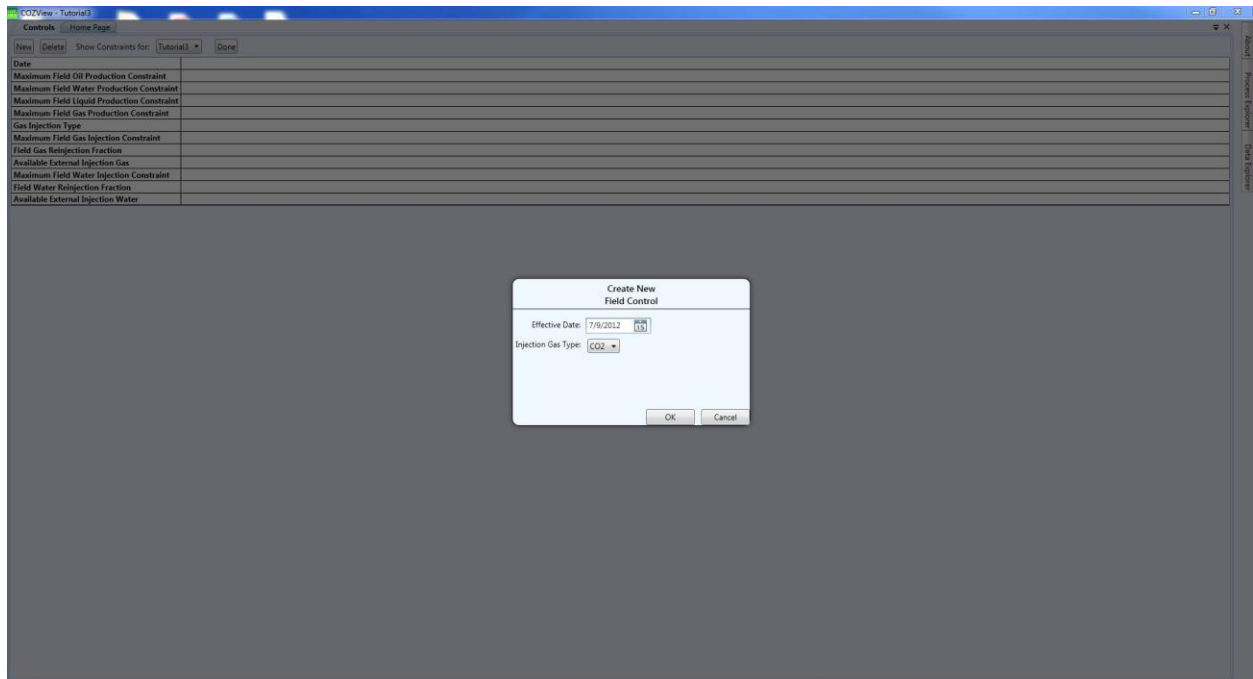 COZView - Tutorial3
Controls Home Page
New Delete Show Constraints for: Tutorial3 Done
Date
Maximum Field Oil Production Constraint
Maximum Field Water Production Constraint
Maximum Field Liquid Production Constraint
Maximum Field Gas Production Constraint
Gas Injection Type
Maximum Field Gas Injection Constraint
Field Gas Reinjection Fraction
Available External Injection Gas
Maximum Field Water Injection Constraint
Field Water Reinjection Fraction
Available External Injection Water
About
Process Explorer
Data Explorer
Create New
Field Control
Effective Date: 7/9/2012 15
Injection Gas Type: CO2
OK Cancel